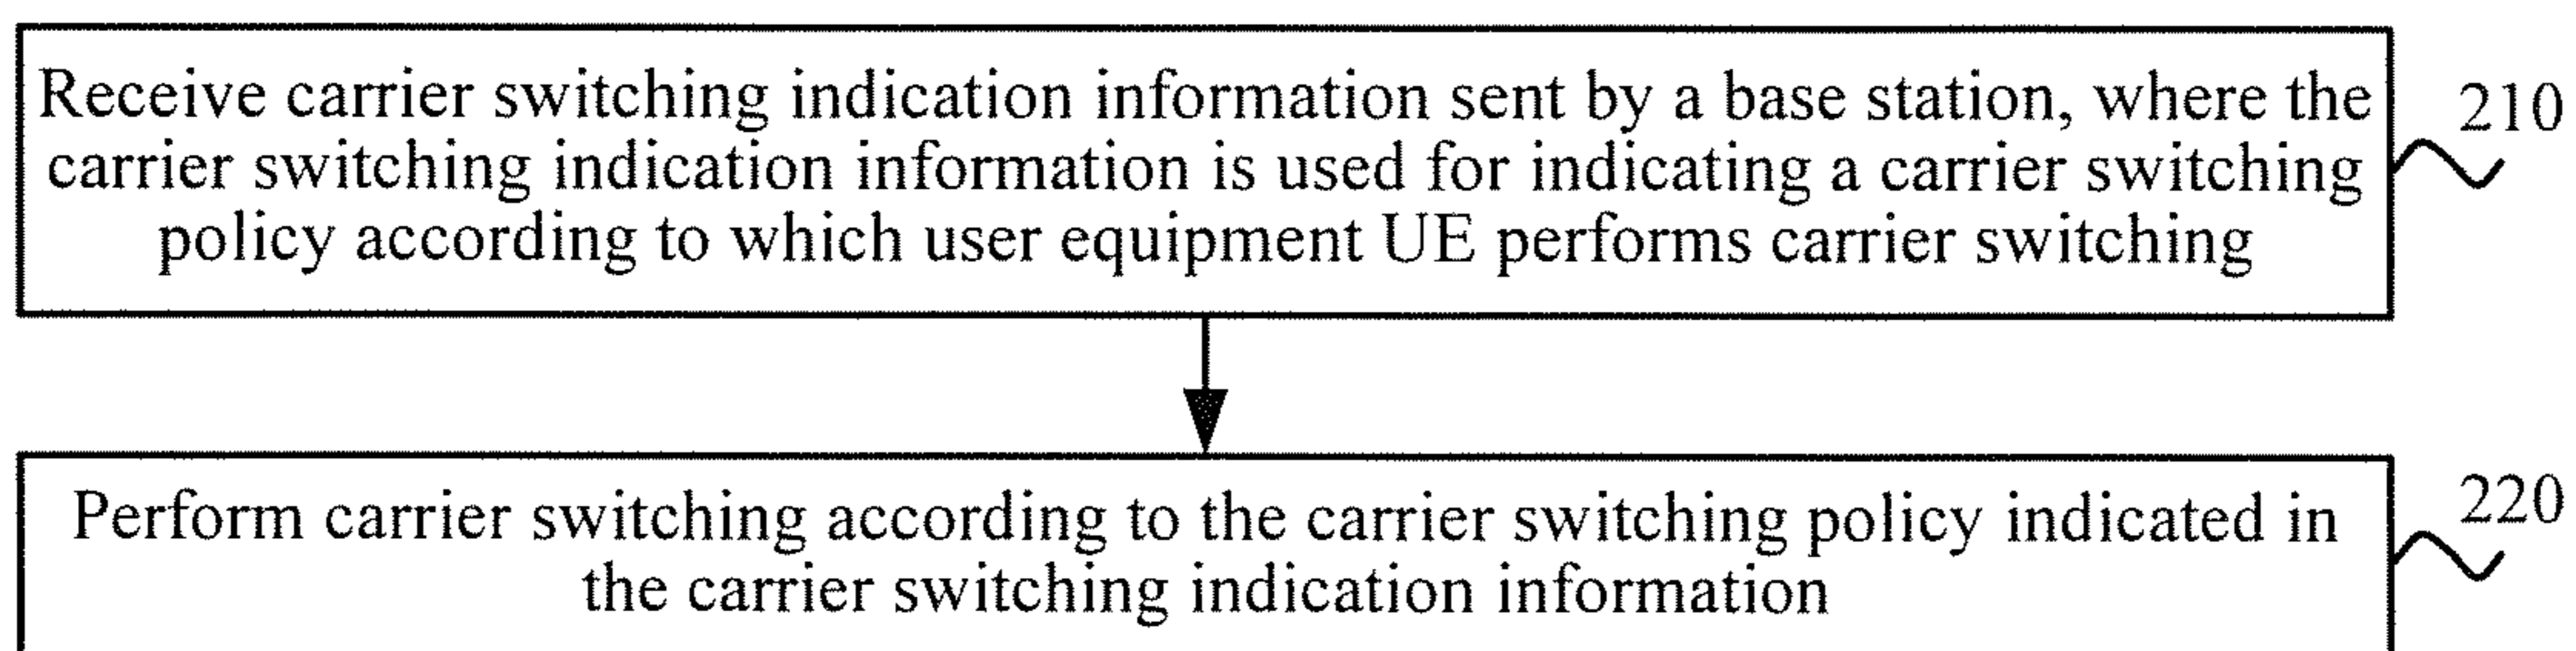 Receive carrier switching indication information sent by a base station, where the
carrier switching indication information is used for indicating a carrier switching
policy according to which user equipment UE performs carrier switching
210
Perform carrier switching according to the carrier switching policy indicated in
the carrier switching indication information
220